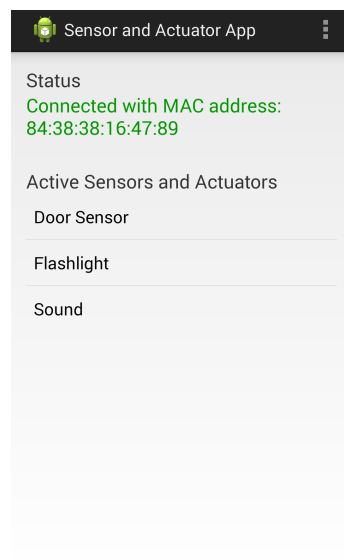 Sensor and Actuator App
Status
Connected with MAC address:
84:38:38:16:47:89
Active Sensors and Actuators
Door Sensor
Flashlight
Sound